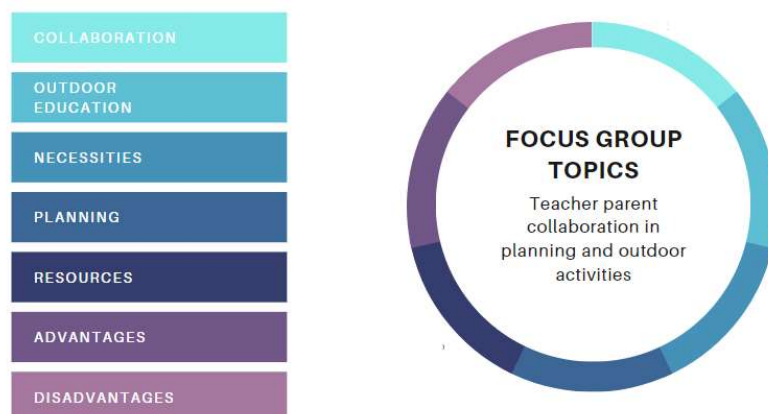 COLLABORATION
OUTDOOR
EDUCATION
NECESSITIES
PLANNING
RESOURCES
ADVANTAGES
DISADVANTAGES
FOCUS GROUP
TOPICS
Teacher parent
collaboration in
planning and outdoor
activities